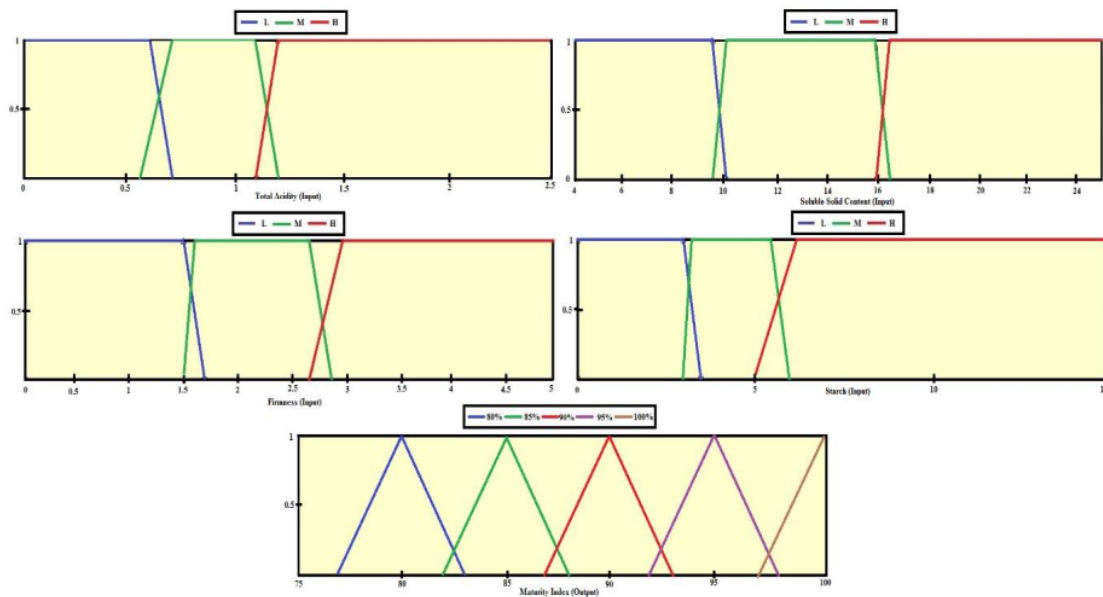 L M H
L M H
1
0.5
0 0.5 1 1.5 2 2.5
Total Acidity (Input)
1
0.5
0
4 6 8 10 12 14 16 18 20 22 24
Soluble Solid Content (Input)
L M H
L M H
1
0.5
0 0.5 1 1.5 2 2.5 3 3.5 4 4.5 5
Firmness (Input)
1
0.5
0 5 10 1
Starch (Input)
80% 85% 90% 95% 100%
1
0.5
75 80 85 90 95 100
Maturity Index (Output)